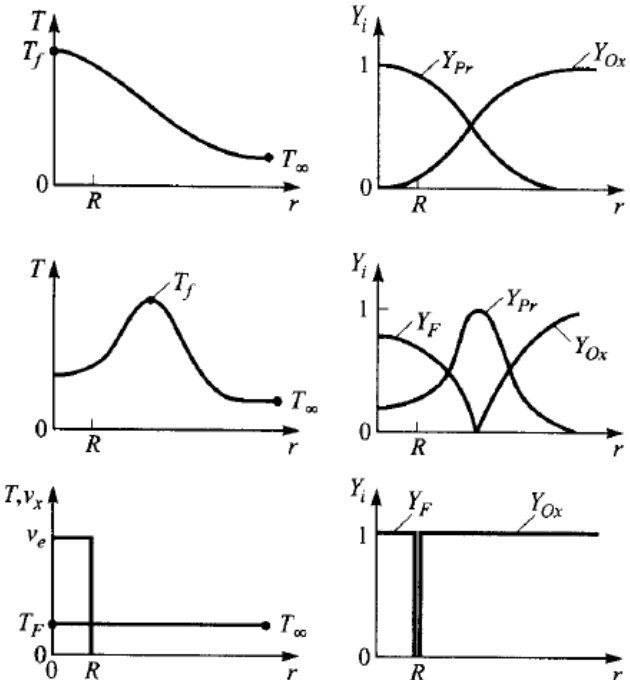 T
T_f
T_∞
0
R
r
Y_i
1
Y_Pr
Y_Ox
0
R
r
T
T_f
T_∞
0
R
r
Y_i
1
Y_F
Y_Pr
Y_Ox
0
R
r
T,v_x
v_e
T_F
T_∞
0
0
R
r
Y_i
Y_F
Y_Ox
1
0
R
r